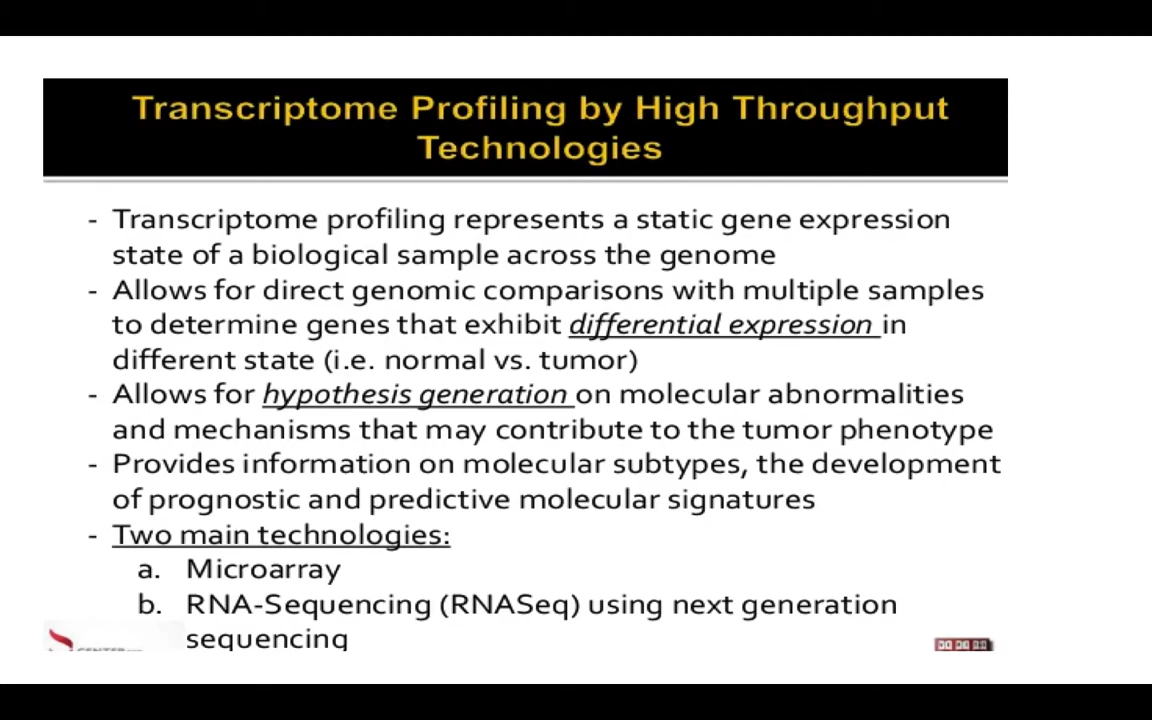 Transcriptome Profiling by High Throughput
Technologies
- Transcriptome profiling represents a static gene expression
state of a biological sample across the genome
- Allows for direct genomic comparisons with multiple samples
to determine genes that exhibit differential expression in
different state (i.e. normal vs. tumor)
- Allows for hypothesis generation on molecular abnormalities
and mechanisms that may contribute to the tumor phenotype
- Provides information on molecular subtypes, the development
of prognostic and predictive molecular signatures
- Two main technologies:
a. Microarray
b. RNA-Sequencing (RNASeq) using next generation
sequencing